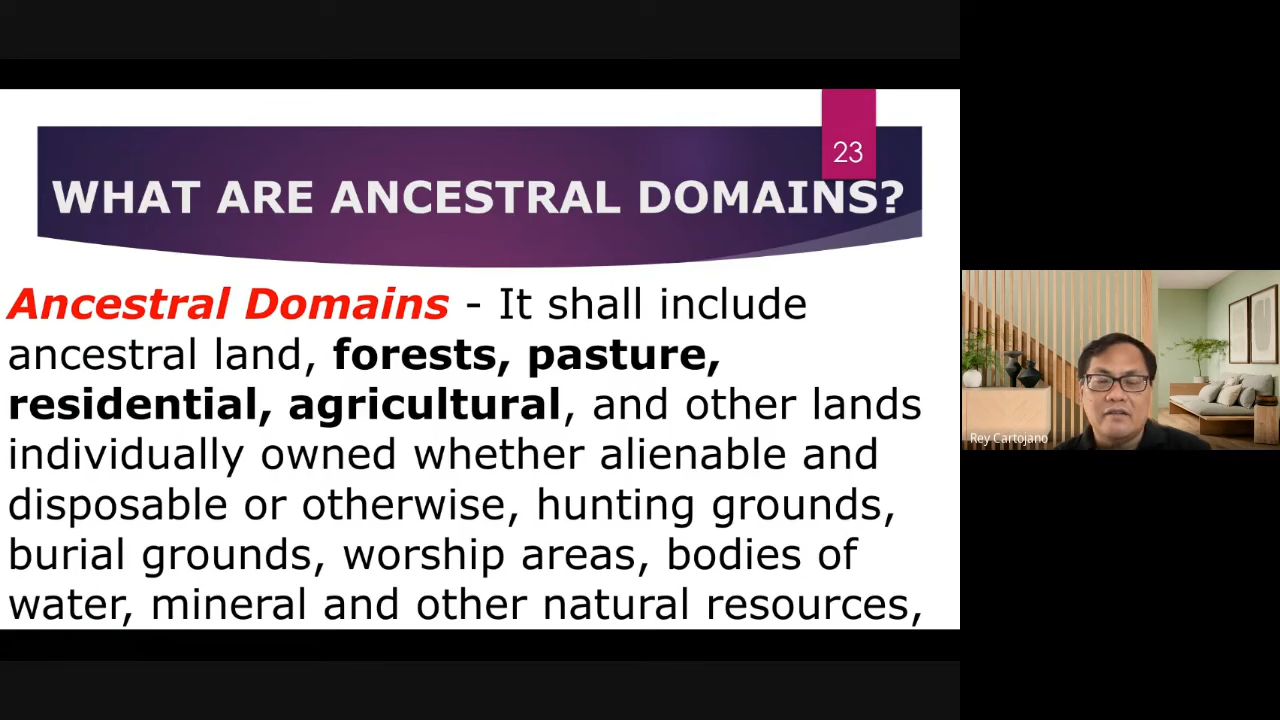 23
WHAT ARE ANCESTRAL DOMAINS?
Ancestral Domains - It shall include
ancestral land, forests, pasture,
residential, agricultural, and other lands
individually owned whether alienable and
disposable or otherwise, hunting grounds,
burial grounds, worship areas, bodies of
water, mineral and other natural resources,
Rey Cartojano